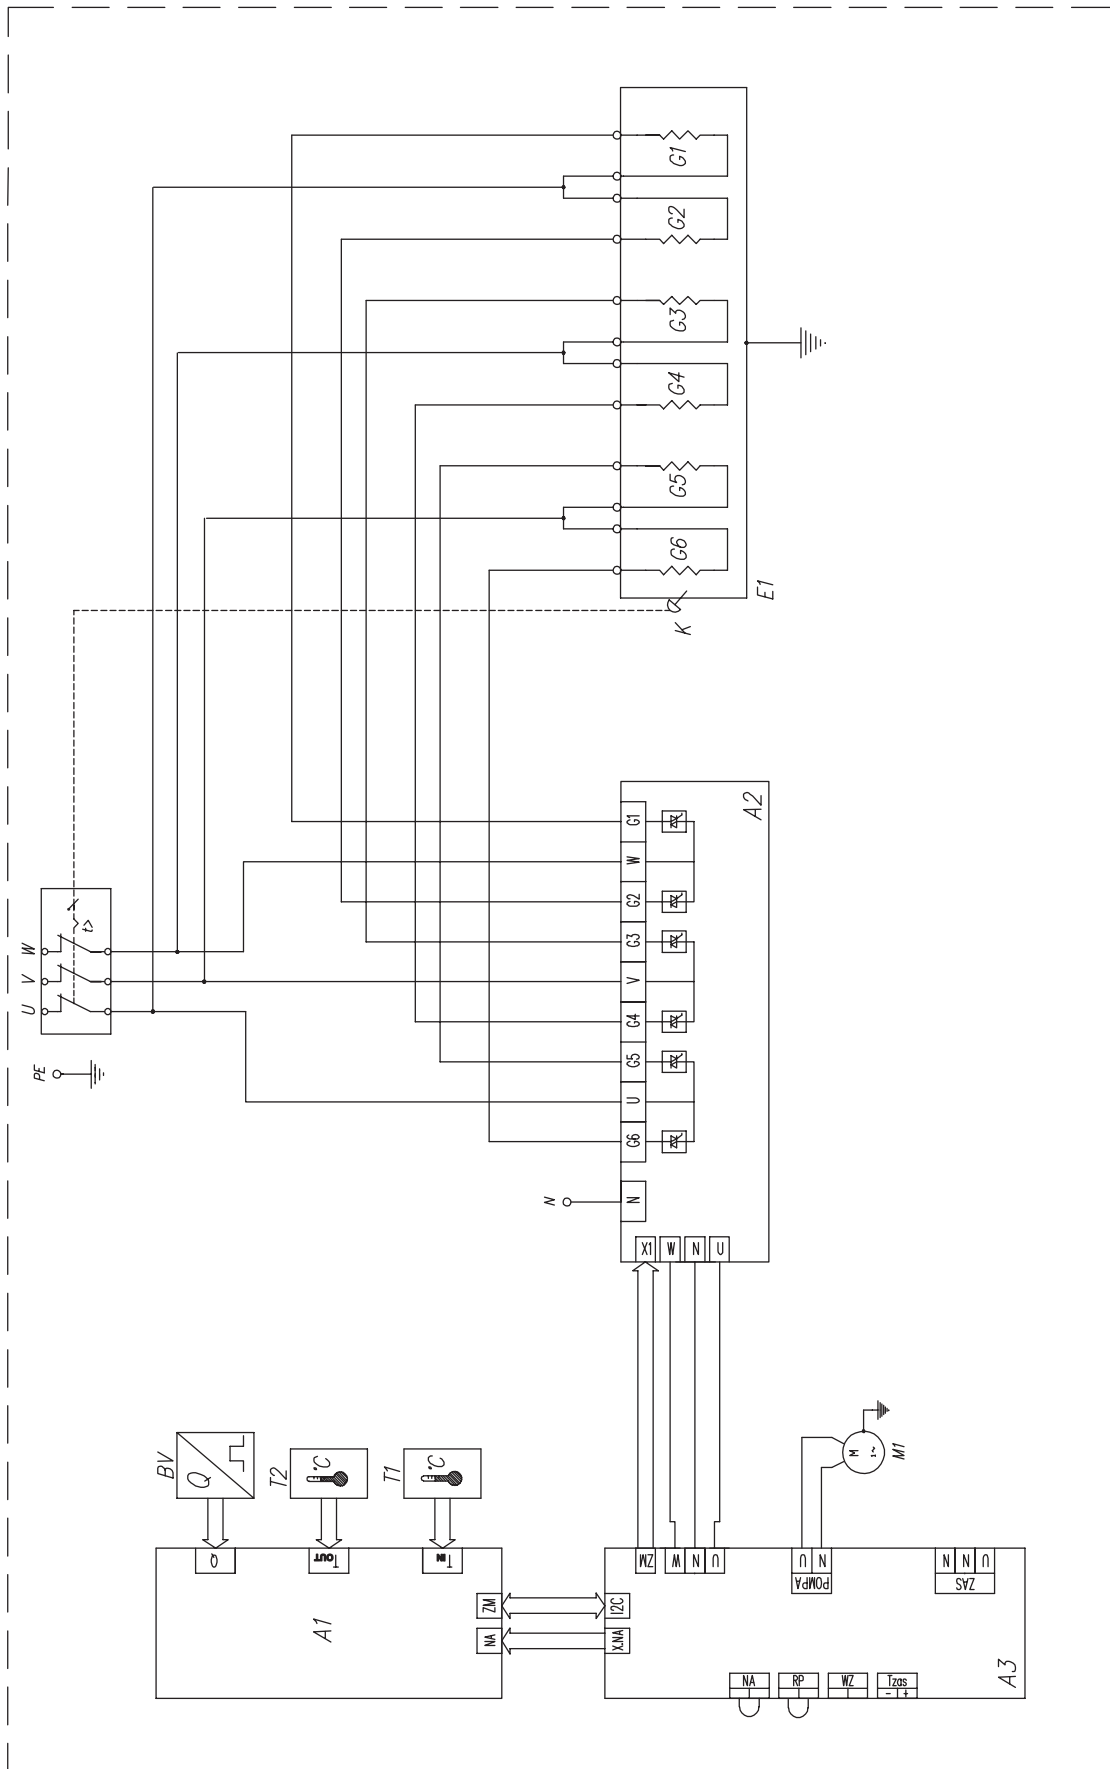 G1
G2
G3
G4
G5
G6
K
E1
W
V
U
t>
PE
A2
G1
W
G2
G3
V
G4
G5
U
G6
N
N
X1
W
N
U
BV
Q
T2
°C
T1
°C
Q
TOUT
TIN
A1
ZM
NA
ZM
W
N
U
I2C
X.NA
U
N
POMPA
M
1~
M1
U
N
N
ZAS
A3
NA
RP
WZ
Tzas
- +